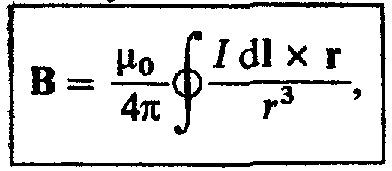 B = μ₀/4π ∮ I dl × r / r³,